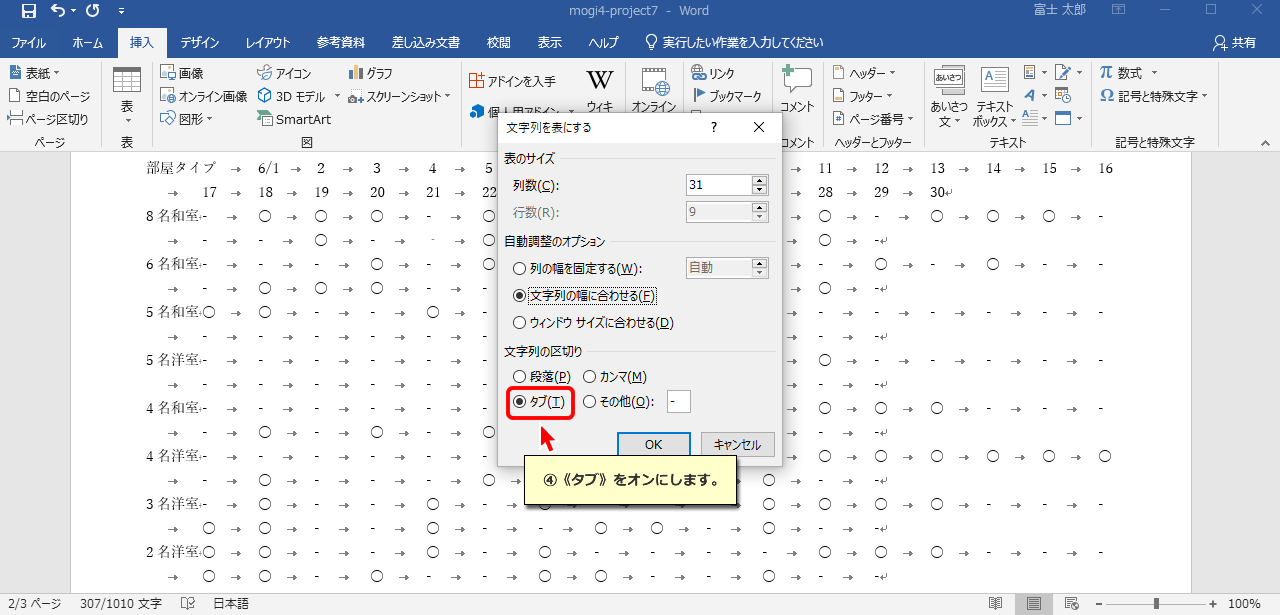 mogi4-project7 - Word
富士 太郎
ファイル ホーム 挿入 デザイン レイアウト 参考資料 差し込み文書 校閲 表示 ヘルプ 実行したい作業を入力してください 共有
表紙
空白のページ
ページ区切り
ページ
表
表
画像
オンライン画像
図形
アイコン
3D モデル
SmartArt
グラフ
スクリーンショット
図
アドインを入手
個人用アドイン
W
ウィキ
オンライン
リンク
ブックマーク
コメント
コメント
ヘッダー
フッター
ページ番号
ヘッダーとフッター
あいさつ
あいさつ
文
A
テキスト
ボックス
テキスト
π 数式
Ω 記号と特殊文字
記号と特殊文字
部屋タイプ → 6/1 → 2 → 3 → 4 → 5 → 11 → 12 → 13 → 14 → 15 → 16
→ 17 → 18 → 19 → 20 → 21 → 22 → 28 → 29 → 30
8 名和室
6 名和室
5 名和室
5 名洋室
4 名和室
4 名洋室
3 名洋室
2 名洋室
文字列を表にする ?
表のサイズ
列数(C): 31
行数(R): 9
自動調整のオプション
列の幅を固定する(W): 自動
文字列の幅に合わせる(F)
ウィンドウ サイズに合わせる(D)
文字列の区切り
段落(P) カンマ(M)
タブ(T) その他(O): -
OK キャンセル
④《タブ》をオンにします。
2/3 ページ 307/1010 文字 日本語 100%